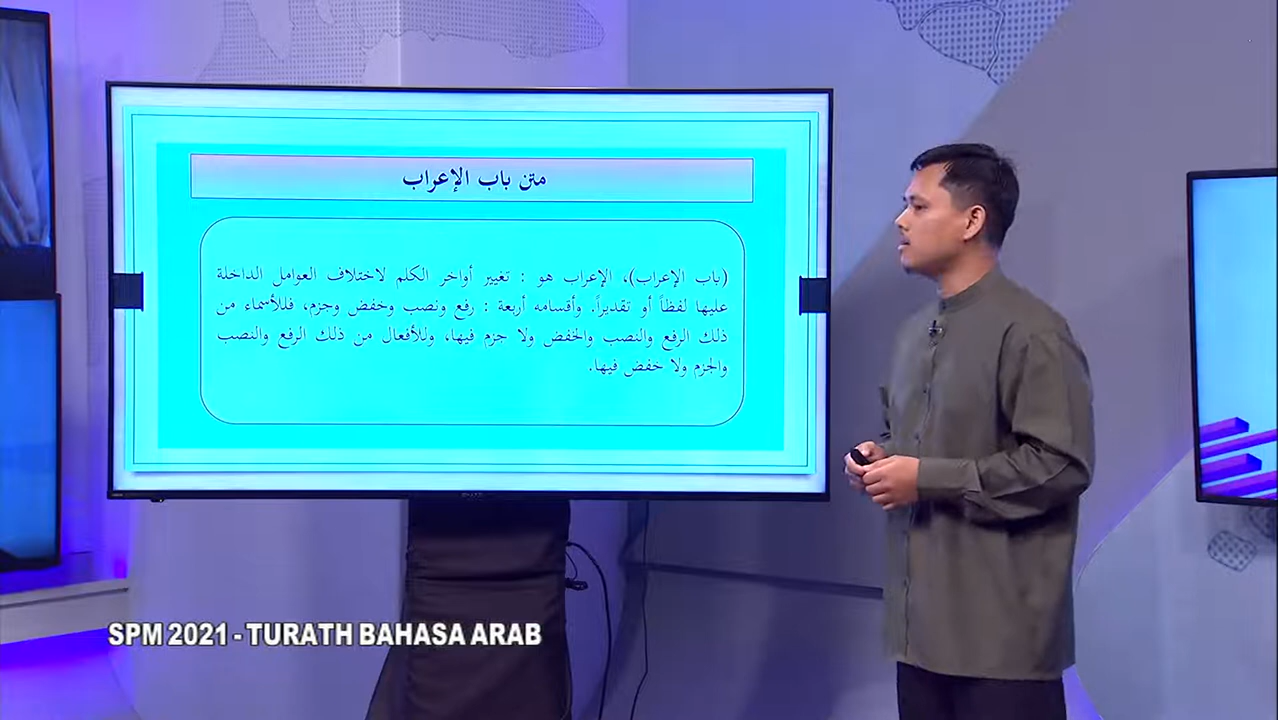 متن باب الإعراب
(باب الإعراب)، الإعراب هو : تغيير أواخر الكلم لاختلاف العوامل الداخلة
عليها لفظاً أو تقديراً. وأقسامه أربعة : رفع ونصب وخفض وجزم، فللأسماء من
ذلك الرفع والنصب والخفض ولا جزم فيها، وللأفعال من ذلك الرفع والنصب
والجزم ولا خفض فيها.
SPM 2021 - TURATH BAHASA ARAB